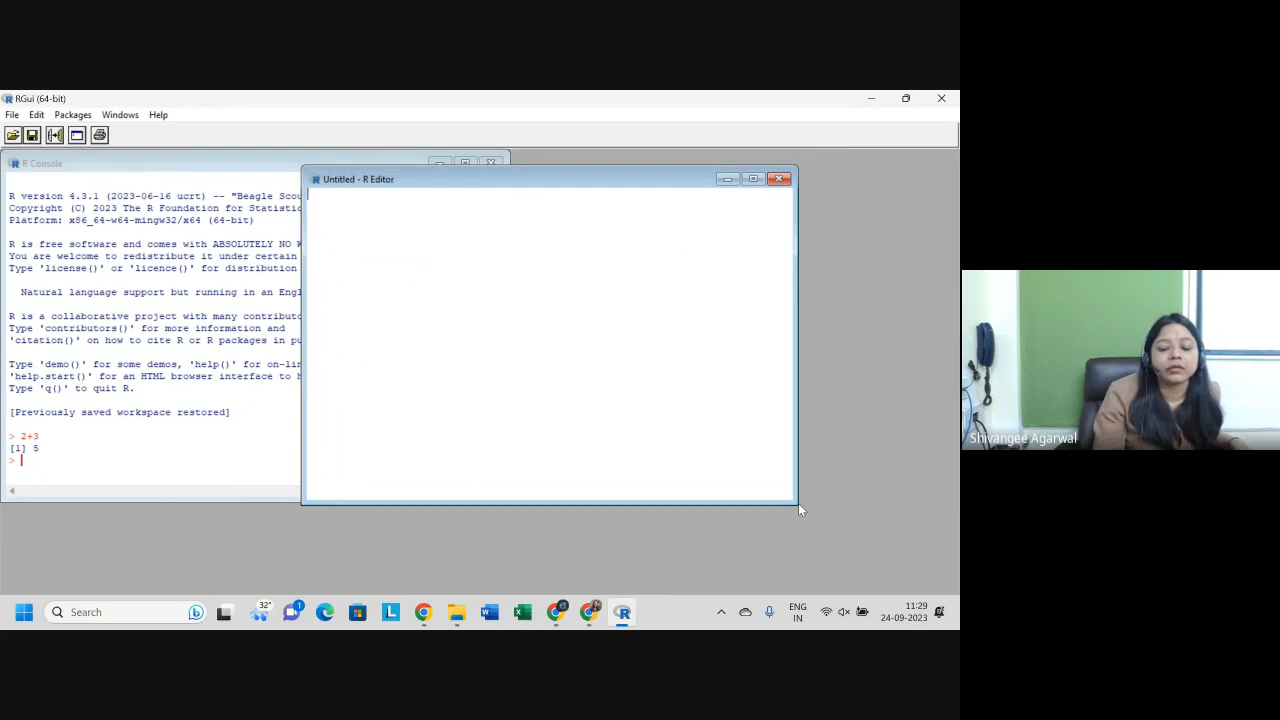 RGui (64-bit)
File Edit Packages Windows Help
R Console
R version 4.3.1 (2023-06-16 ucrt) -- "Beagle Scou
Copyright (C) 2023 The R Foundation for Statistic
Platform: x86_64-w64-mingw32/x64 (64-bit)
R is free software and comes with ABSOLUTELY NO W
You are welcome to redistribute it under certain
Type 'license()' or 'licence()' for distribution
Natural language support but running in an Engl
R is a collaborative project with many contributo
Type 'contributors()' for more information and
'citation()' on how to cite R or R packages in pu
Type 'demo()' for some demos, 'help()' for on-lin
'help.start()' for an HTML browser interface to h
Type 'q()' to quit R.
[Previously saved workspace restored]
> 2+3
[1] 5
>
Untitled - R Editor
Shivangee Agarwal
Search
32°
1
ENG
IN
11:29
24-09-2023